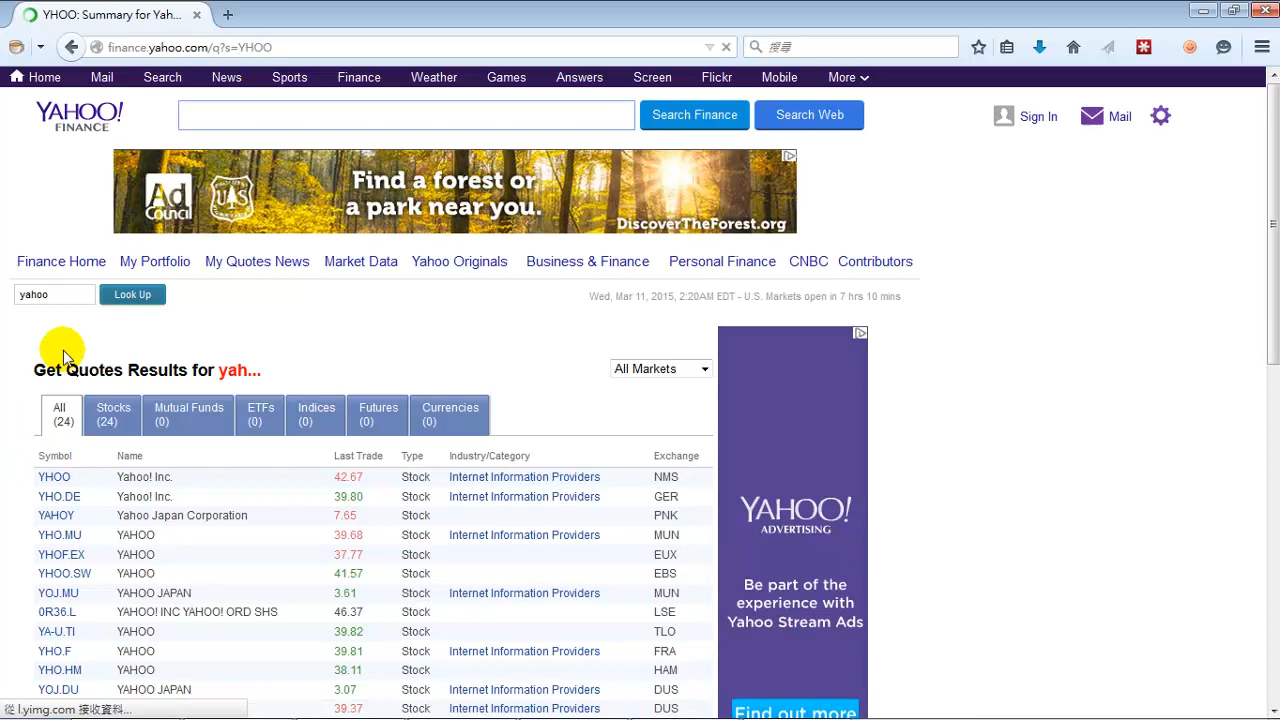 YHOO: Summary for Yah...
finance.yahoo.com/q?s=YHOO
搜尋
Home Mail Search News Sports Finance Weather Games Answers Screen Flickr Mobile More
YAHOO! FINANCE
Search Finance
Search Web
Sign In
Mail
Ad Council
Find a forest or
a park near you.
DiscoverTheForest.org
Finance Home My Portfolio My Quotes News Market Data Yahoo Originals Business & Finance Personal Finance CNBC Contributors
yahoo Look Up
Wed, Mar 11, 2015, 2:20AM EDT - U.S. Markets open in 7 hrs 10 mins
Get Quotes Results for yah...
All Markets
All (24) Stocks (24) Mutual Funds (0) ETFs (0) Indices (0) Futures (0) Currencies (0)
Symbol Name Last Trade Type Industry/Category Exchange
YHOO Yahoo! Inc. 42.67 Stock Internet Information Providers NMS
YHO.DE Yahoo! Inc. 39.80 Stock Internet Information Providers GER
YAHOY Yahoo Japan Corporation 7.65 Stock PNK
YHO.MU YAHOO 39.68 Stock Internet Information Providers MUN
YHOF.EX YAHOO 37.77 Stock EUX
YHOO.SW YAHOO 41.57 Stock EBS
YOJ.MU YAHOO JAPAN 3.61 Stock Internet Information Providers MUN
0R36.L YAHOO! INC YAHOO! ORD SHS 46.37 Stock LSE
YA-U.TI YAHOO 39.82 Stock TLO
YHO.F YAHOO 39.81 Stock Internet Information Providers FRA
YHO.HM YAHOO 38.11 Stock HAM
YOJ.DU YAHOO JAPAN 3.07 Stock Internet Information Providers DUS
39.37 Stock Internet Information Providers DUS
YAHOO!
ADVERTISING
Be part of the
experience with
Yahoo Stream Ads
Find out more
從 l.yimg.com 接收資料...